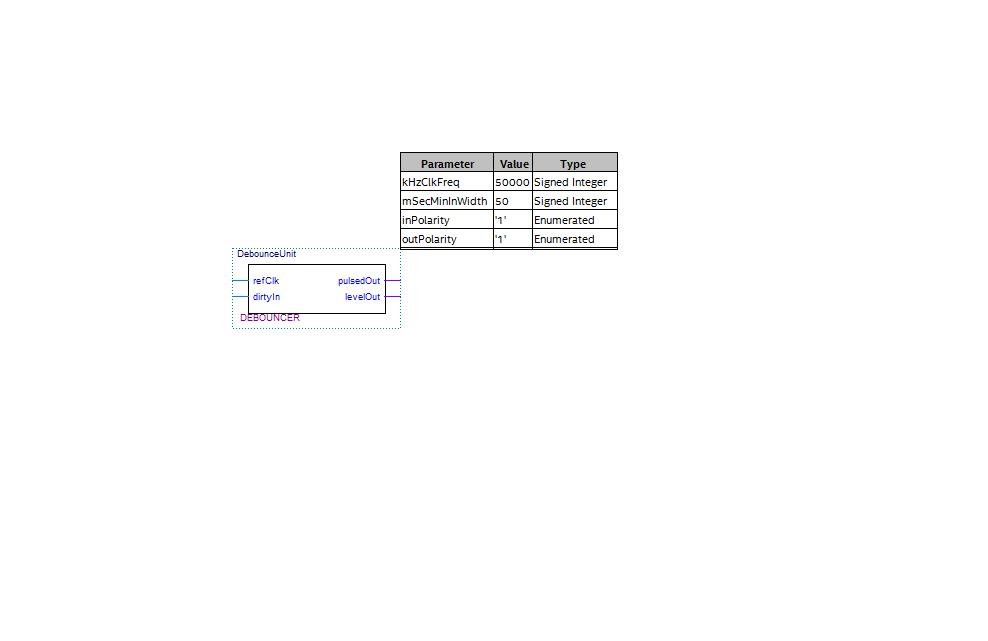 Parameter Value Type
kHzClkFreq 50000 Signed Integer
mSecMinInWidth 50 Signed Integer
inPolarity '1' Enumerated
outPolarity '1' Enumerated
DebounceUnit
refClk pulsedOut
dirtyIn levelOut
DEBOUNCER